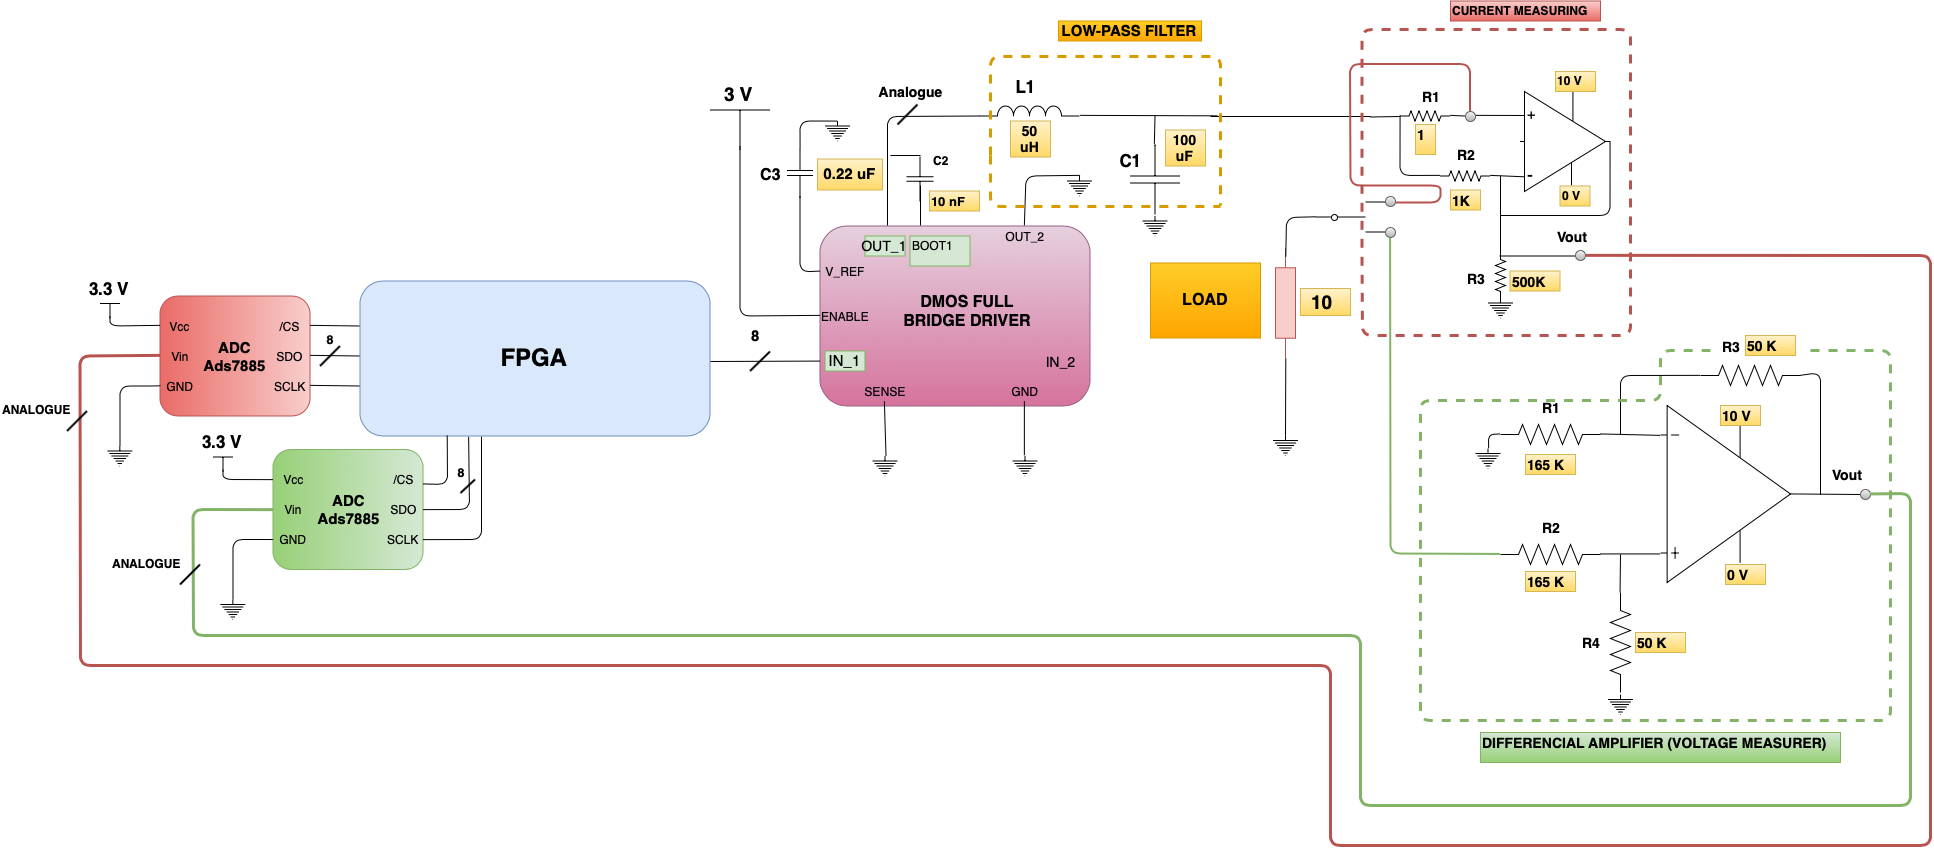 CURRENT MEASURING
LOW-PASS FILTER
10 V
L1
3 V
Analogue
R1
+
50
uH
1
100
uF
C1
C2
C3
0.22 uF
R2
-
10 nF
1K
0 V
OUT_1
BOOT1
OUT_2
Vout
V_REF
R3
500K
3.3 V
LOAD
10
DMOS FULL
BRIDGE DRIVER
ENABLE
Vcc
/CS
8
8
ADC
Ads7885
Vin
SDO
FPGA
IN_1
IN_2
GND
SCLK
SENSE
GND
R3
50 K
ANALOGUE
R1
10 V
3.3 V
165 K
Vcc
/CS
8
Vout
ADC
Ads7885
Vin
SDO
GND
SCLK
R2
+
ANALOGUE
165 K
0 V
R4
50 K
DIFFERENCIAL AMPLIFIER (VOLTAGE MEASURER)